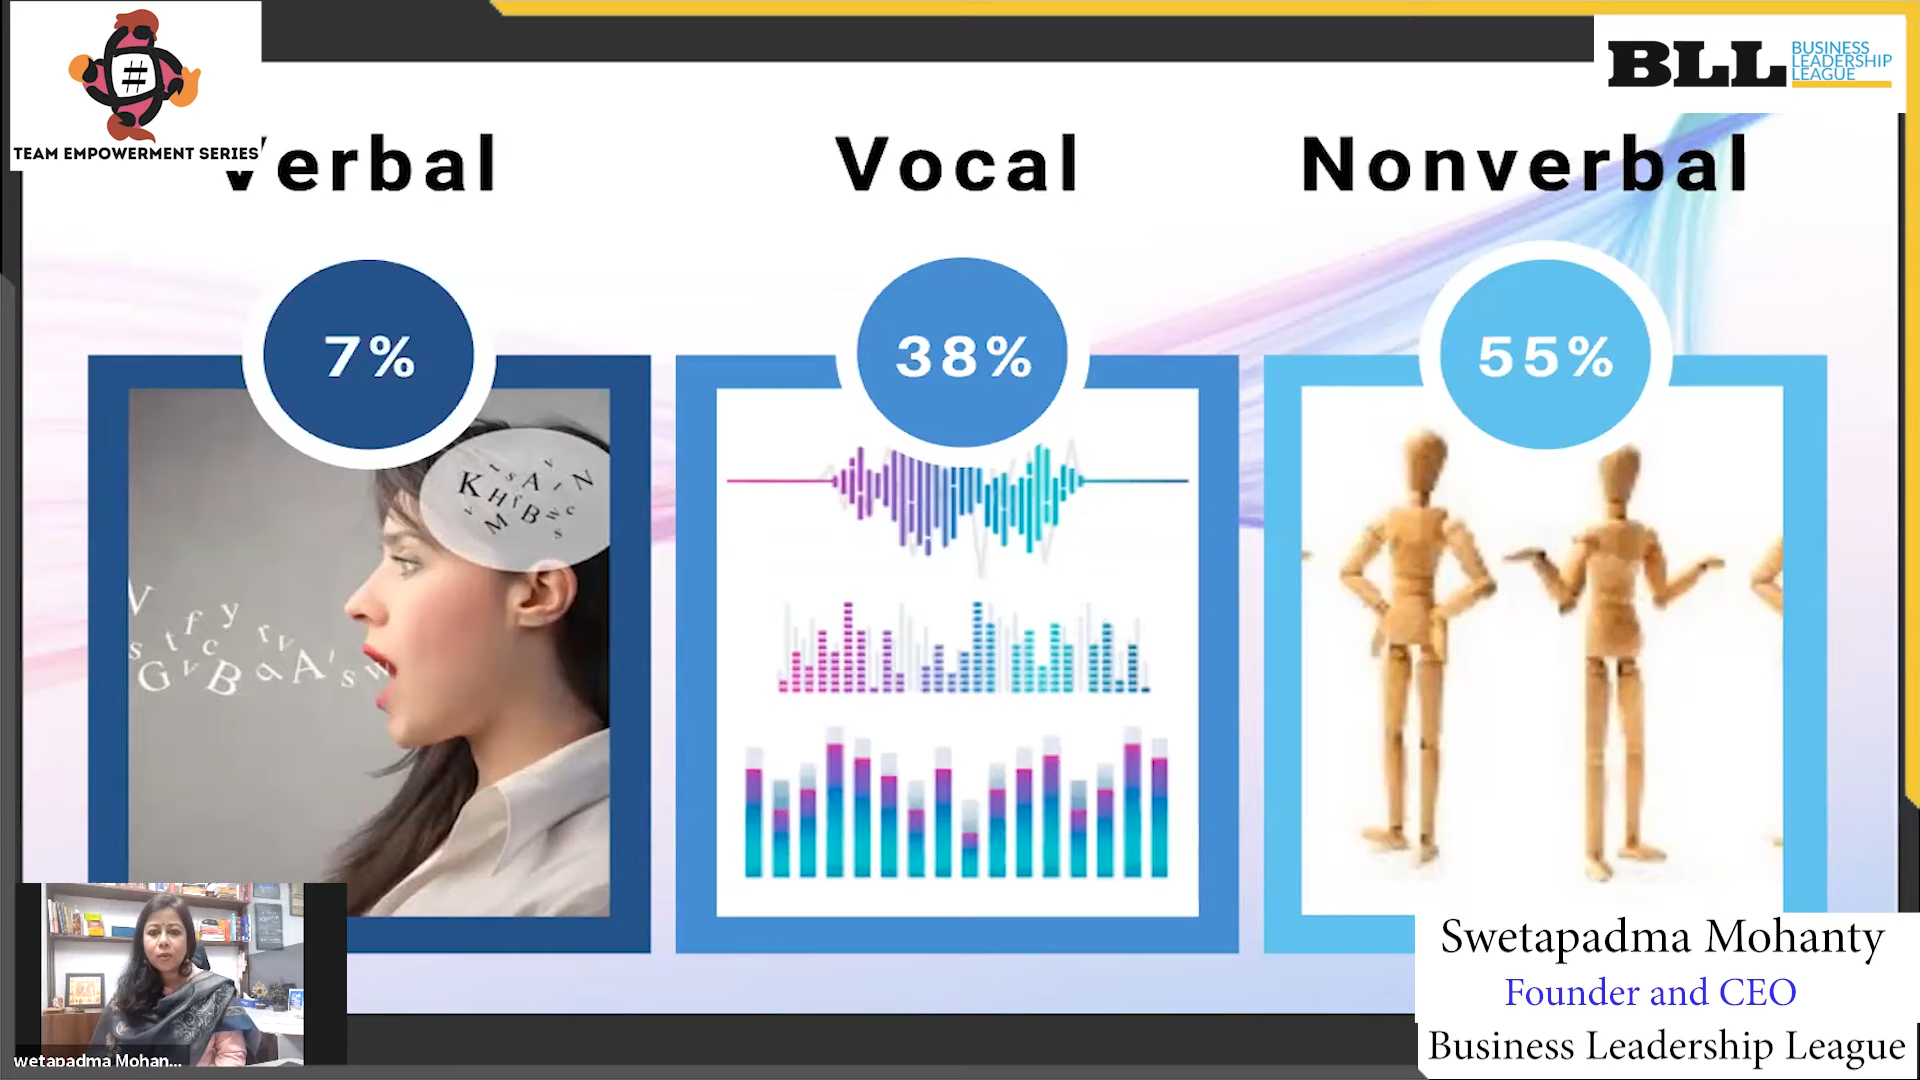 #
TEAM EMPOWERMENT SERIES
BLL
BUSINESS
LEADERSHIP
LEAGUE
Verbal
Vocal
Nonverbal
7%
38%
55%
K H f B
t s A r N
v M w c
s
V
s t f y
c r v
G v B a A s w
wetapadma Mohan...
Swetapadma Mohanty
Founder and CEO
Business Leadership League